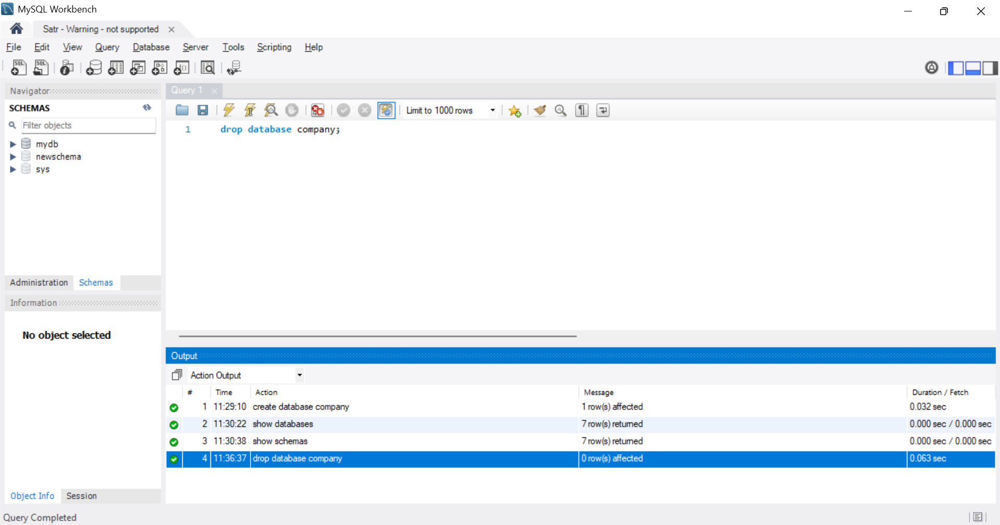 MySQL Workbench
Satr - Warning - not supported
File Edit View Query Database Server Tools Scripting Help
SQL SQL
Navigator
Query 1
SCHEMAS
Limit to 1000 rows
Filter objects
1 drop database company;
mydb
newschema
sys
Administration Schemas
Information
No object selected
Output
Action Output
# Time Action Message Duration / Fetch
1 11:29:10 create database company 1 row(s) affected 0.032 sec
2 11:30:22 show databases 7 row(s) returned 0.000 sec / 0.000 sec
3 11:30:38 show schemas 7 row(s) returned 0.000 sec / 0.000 sec
4 11:36:37 drop database company 0 row(s) affected 0.063 sec
Object Info Session
Query Completed